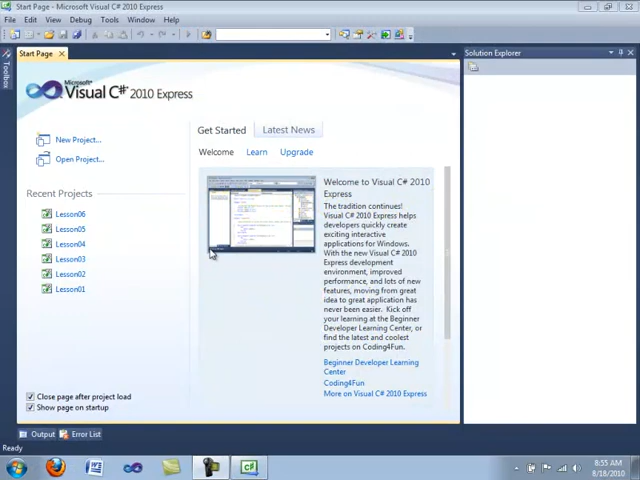 Start Page - Microsoft Visual C# 2010 Express
File Edit View Debug Tools Window Help
Start Page
Solution Explorer
Toolbox
Microsoft®
Visual C#® 2010 Express
Get Started
Latest News
New Project...
Welcome
Learn
Upgrade
Open Project...
Recent Projects
Lesson06
Lesson05
Lesson04
Lesson03
Lesson02
Lesson01
Welcome to Visual C# 2010
Express
The tradition continues!
Visual C# 2010 Express helps
developers quickly create
exciting interactive
applications for Windows.
With the new Visual C# 2010
Express development
environment, improved
performance, and lots of new
features, moving from great
idea to great application has
never been easier. Kick off
your learning at the Beginner
Developer Learning Center, or
find the latest and coolest
projects on Coding4Fun.
Beginner Developer Learning
Center
Coding4Fun
More on Visual C# 2010 Express
Close page after project load
Show page on startup
Output
Error List
Ready
8:55 AM
8/18/2010